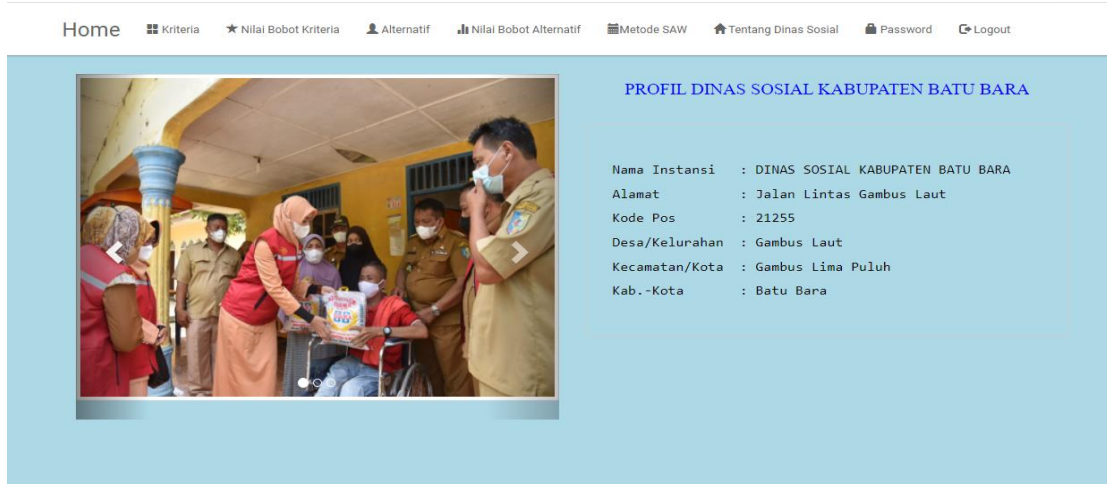 Home Kriteria Nilai Bobot Kriteria Alternatif Nilai Bobot Alternatif Metode SAW Tentang Dinas Sosial Password Logout
PROFIL DINAS SOSIAL KABUPATEN BATU BARA
Nama Instansi : DINAS SOSIAL KABUPATEN BATU BARA
Alamat : Jalan Lintas Gambus Laut
Kode Pos : 21255
Desa/Kelurahan : Gambus Laut
Kecamatan/Kota : Gambus Lima Puluh
Kab.-Kota : Batu Bara